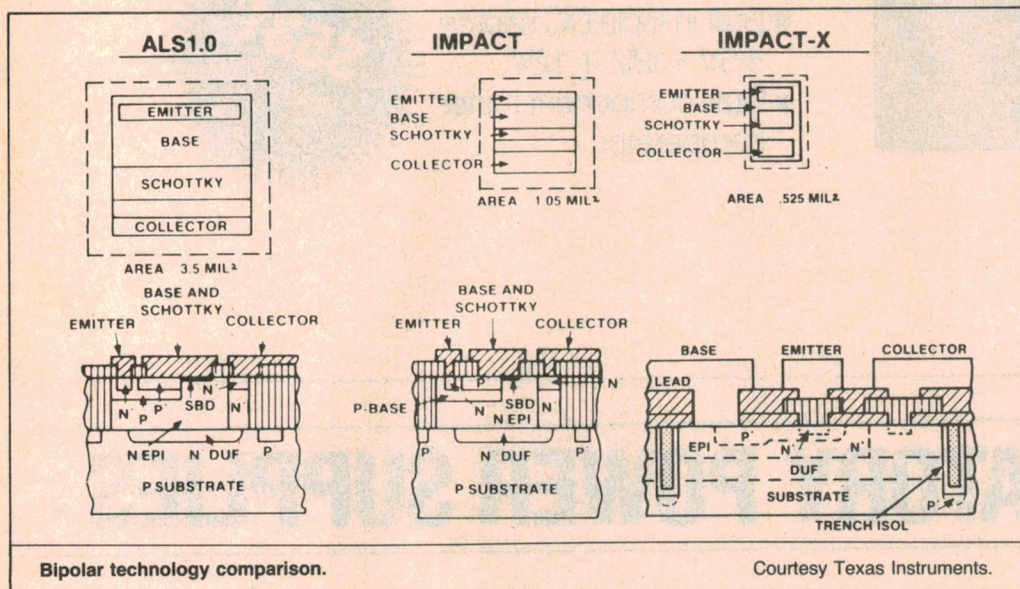 ALS1.0
EMITTER
BASE
SCHOTTKY
COLLECTOR
AREA 3.5 MIL²
IMPACT
EMITTER
BASE
SCHOTTKY
COLLECTOR
AREA 1.05 MIL²
IMPACT-X
EMITTER
BASE
SCHOTTKY
COLLECTOR
AREA .525 MIL²
BASE AND
SCHOTTKY
EMITTER
COLLECTOR
N⁺
P
P⁺
SBD
N⁺
N⁺
P⁺
N EPI
N⁺ DUF
P SUBSTRATE
BASE AND
SCHOTTKY
EMITTER
COLLECTOR
P-BASE
P⁺
N⁺
SBD
N EPI
N⁺
N⁺
P⁺
N⁺ DUF
P⁺
P SUBSTRATE
BASE
EMITTER
COLLECTOR
LEAD
EPI
P⁺
N⁺
N⁺
DUF
SUBSTRATE
P⁺
TRENCH ISOL
Bipolar technology comparison.
Courtesy Texas Instruments.